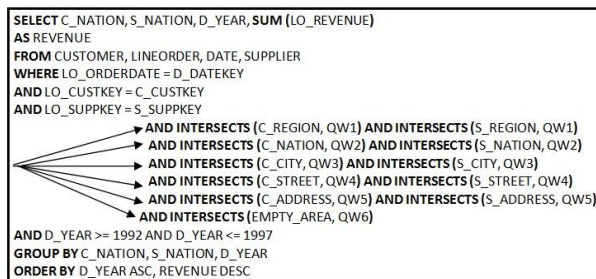 SELECT C_NATION, S_NATION, D_YEAR, SUM (LO_REVENUE)
AS REVENUE
FROM CUSTOMER, LINEORDER, DATE, SUPPLIER
WHERE LO_ORDERDATE = D_DATEKEY
AND LO_CUSTKEY = C_CUSTKEY
AND LO_SUPPKEY = S_SUPPKEY
AND INTERSECTS (C_REGION, QW1) AND INTERSECTS (S_REGION, QW1)
AND INTERSECTS (C_NATION, QW2) AND INTERSECTS (S_NATION, QW2)
AND INTERSECTS (C_CITY, QW3) AND INTERSECTS (S_CITY, QW3)
AND INTERSECTS (C_STREET, QW4) AND INTERSECTS (S_STREET, QW4)
AND INTERSECTS (C_ADDRESS, QW5) AND INTERSECTS (S_ADDRESS, QW5)
AND INTERSECTS (EMPTY_AREA, QW6)
AND D_YEAR >= 1992 AND D_YEAR <= 1997
GROUP BY C_NATION, S_NATION, D_YEAR
ORDER BY D_YEAR ASC, REVENUE DESC